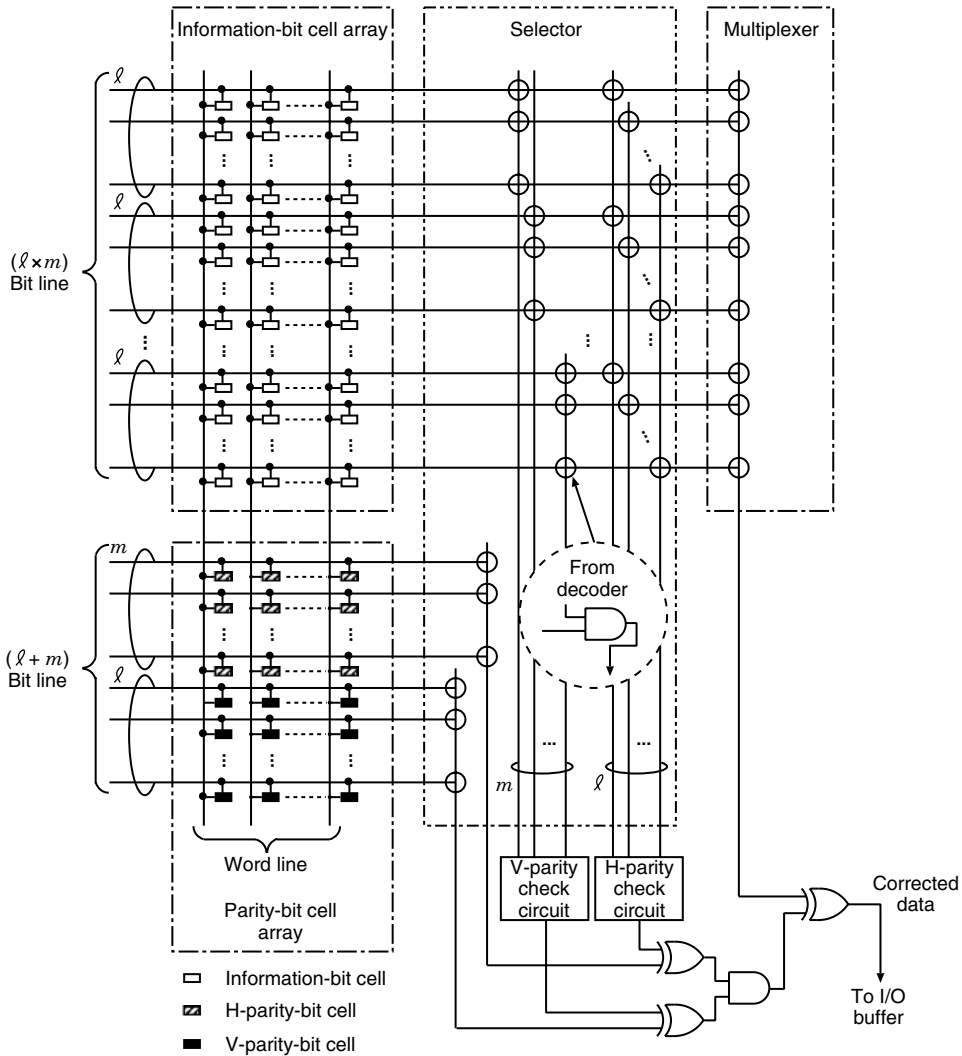 Information-bit cell array
Selector
Multiplexer
ℓ
ℓ
(ℓ×m)
Bit line
ℓ
m
(ℓ+m)
Bit line
ℓ
From
decoder
m
ℓ
Word line
Parity-bit cell
array
V-parity
check
circuit
H-parity
check
circuit
Corrected
data
To I/O
buffer
Information-bit cell
H-parity-bit cell
V-parity-bit cell